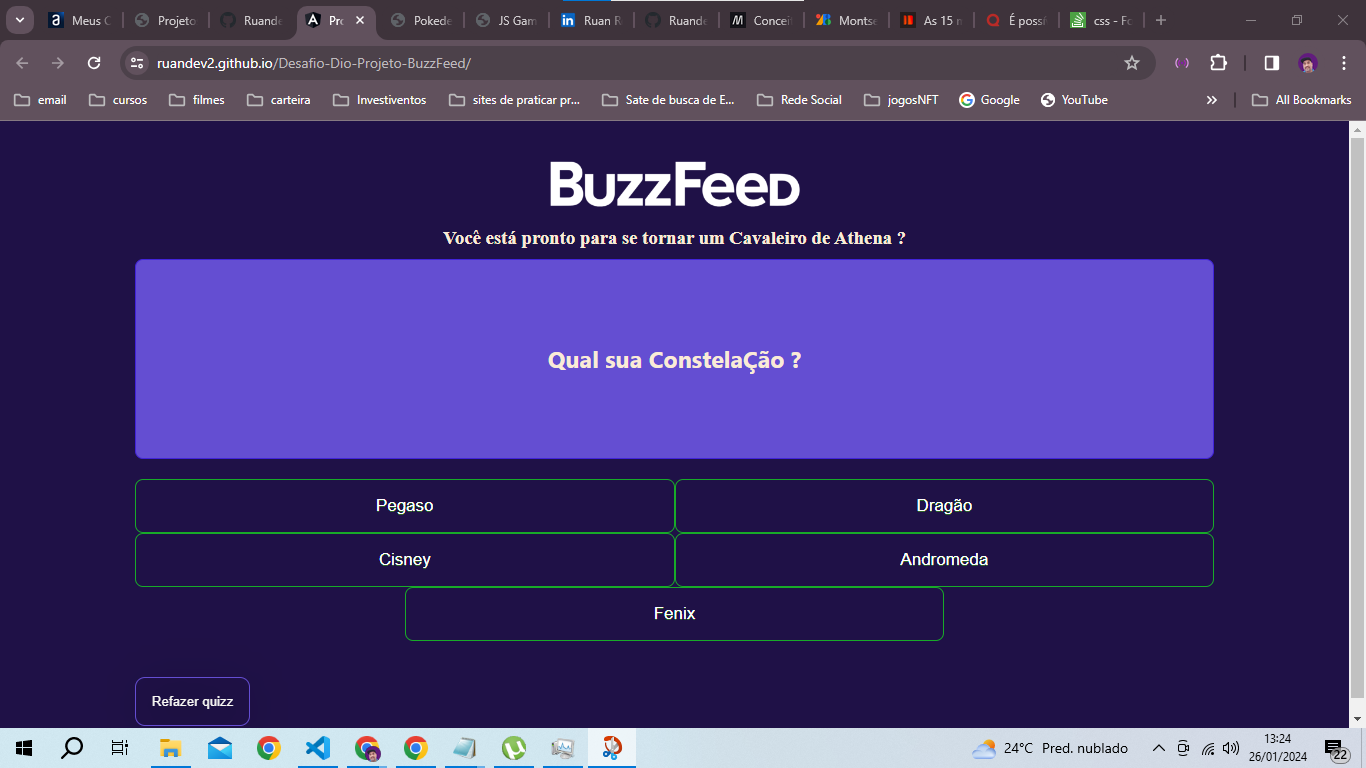 Meus C
Projeto
Ruande
Pro
Pokede
JS Gam
Ruan R
Ruande
Concei
Montse
As 15 m
É possí
css - Fo
ruandev2.github.io/Desafio-Dio-Projeto-BuzzFeed/
email
cursos
filmes
carteira
Investiventos
sites de praticar pr...
Sate de busca de E...
Rede Social
jogosNFT
Google
YouTube
All Bookmarks
BuzzFeed
Você está pronto para se tornar um Cavaleiro de Athena ?
Qual sua ConstelaÇão ?
Pegaso
Dragão
Cisney
Andromeda
Fenix
Refazer quizz
24°C Pred. nublado
13:24
26/01/2024
22